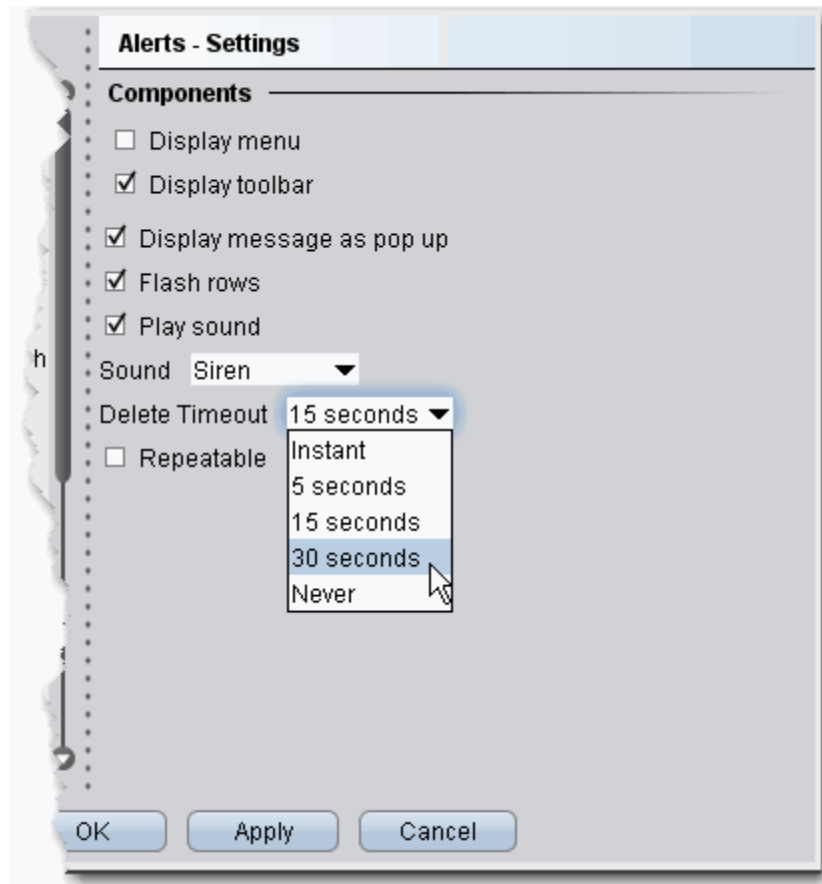 Alerts - Settings
Components
Display menu
Display toolbar
Display message as pop up
Flash rows
Play sound
h
Sound Siren
Delete Timeout 15 seconds
Repeatable
Instant
5 seconds
15 seconds
30 seconds
Never
OK Apply Cancel